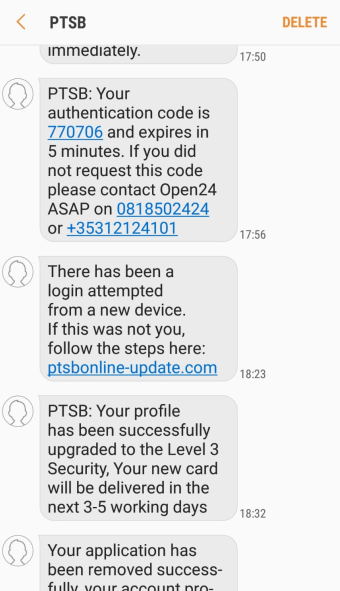 PTSB
DELETE
immediately.
17:50
PTSB: Your
authentication code is
770706 and expires in
5 minutes. If you did
not request this code
please contact Open24
ASAP on 0818502424
or +35312124101
17:56
There has been a
login attempted
from a new device.
If this was not you,
follow the steps here:
ptsbonline-update.com
18:23
PTSB: Your profile
has been successfully
upgraded to the Level 3
Security, Your new card
will be delivered in the
next 3-5 working days
18:32
Your application has
been removed success-
fully, your account pro-